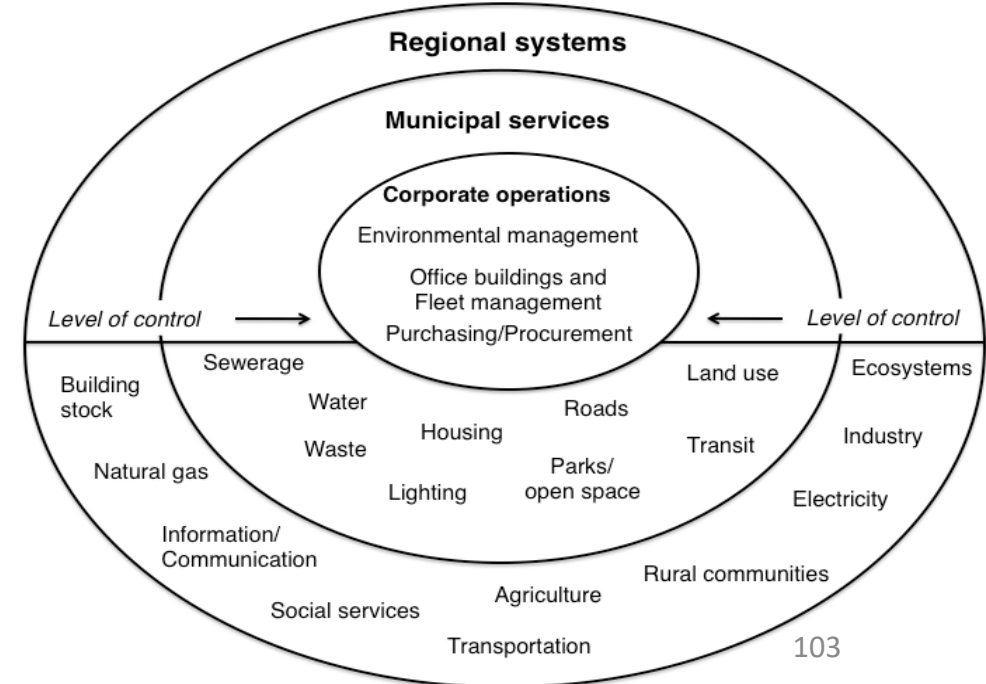 Regional systems
Municipal services
Corporate operations
Environmental management
Office buildings and
Fleet management
Purchasing/Procurement
Level of control
Level of control
Sewerage
Land use
Ecosystems
Building
stock
Water
Roads
Housing
Industry
Waste
Transit
Natural gas
Parks/
open space
Lighting
Electricity
Information/
Communication
Rural communities
Agriculture
Social services
Transportation
103